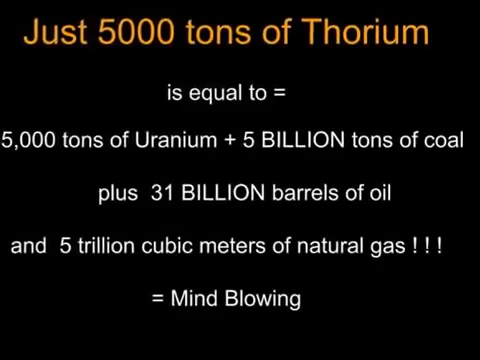 Just 5000 tons of Thorium
is equal to =
5,000 tons of Uranium + 5 BILLION tons of coal
plus 31 BILLION barrels of oil
and 5 trillion cubic meters of natural gas ! ! !
= Mind Blowing